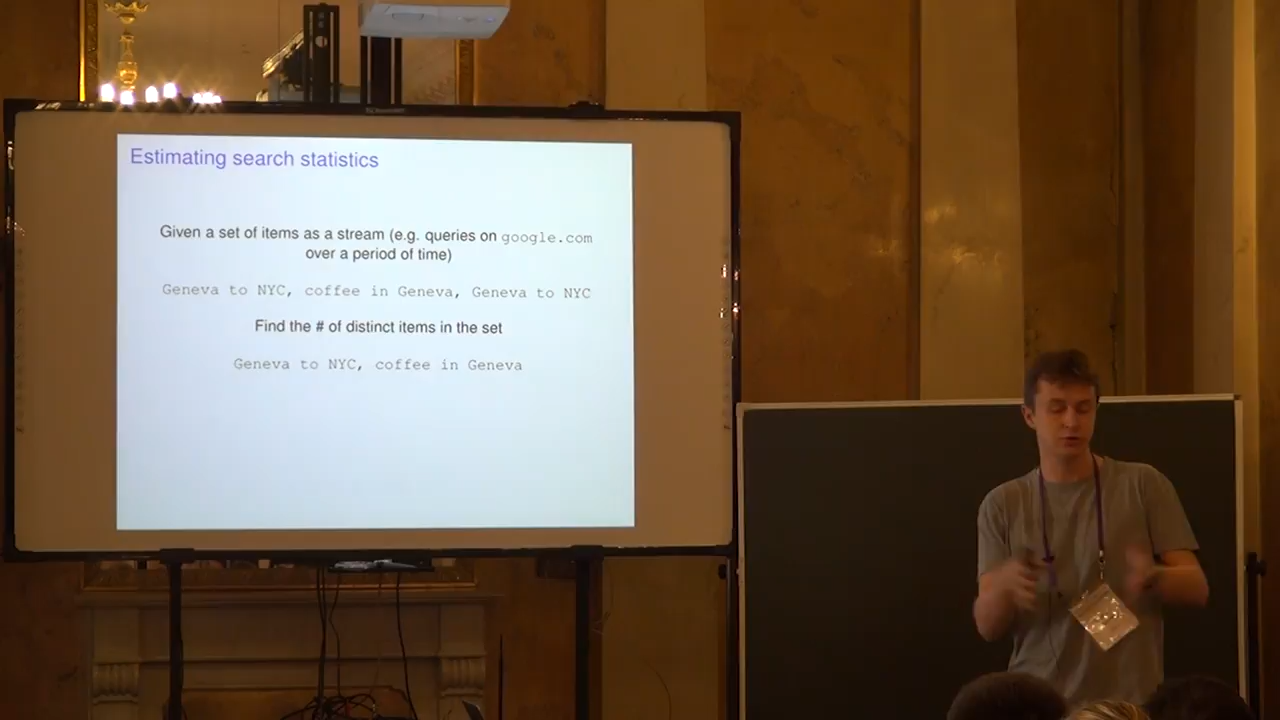 Estimating search statistics
Given a set of items as a stream (e.g. queries on google.com
over a period of time)
Geneva to NYC, coffee in Geneva, Geneva to NYC
Find the # of distinct items in the set
Geneva to NYC, coffee in Geneva